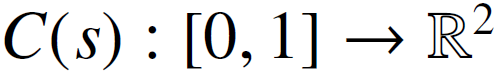 C(s) : [0, 1] → ℝ²